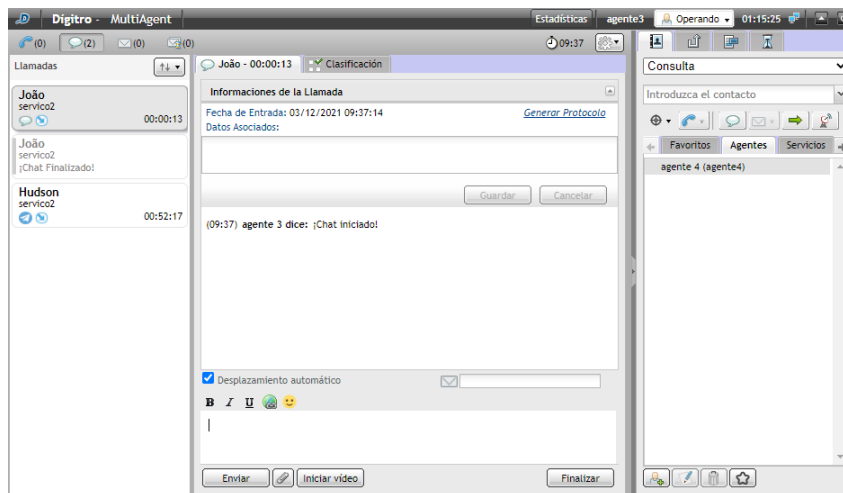 Dígitro - MultiAgent
Estadísticas agente3 Operando 01:15:25
(0) (2) (0) (0) 09:37
Llamadas
João - 00:00:13 Clasificación
João
servico2
00:00:13
João
servico2
¡Chat Finalizado!
Hudson
servico2
00:52:17
Informaciones de la Llamada
Fecha de Entrada: 03/12/2021 09:37:14 Generar Protocolo
Datos Asociados:
Guardar Cancelar
(09:37) agente 3 dice: ¡Chat iniciado!
Desplazamiento automático
B I U
Enviar Iniciar vídeo Finalizar
Consulta
Introduzca el contacto
Favoritos Agentes Servicios
agente 4 (agente4)